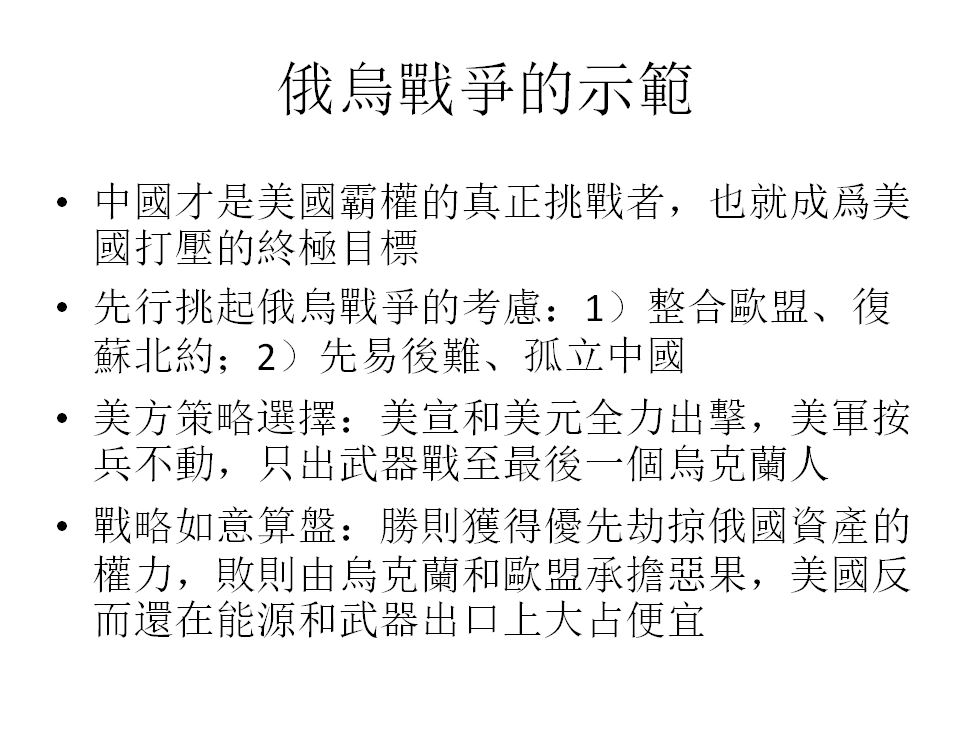 俄烏戰爭的示範
• 中國才是美國霸權的真正挑戰者，也就成爲美
國打壓的終極目標
• 先行挑起俄烏戰爭的考慮：1）整合歐盟、復
蘇北約；2）先易後難、孤立中國
• 美方策略選擇：美宣和美元全力出擊，美軍按
兵不動，只出武器戰至最後一個烏克蘭人
• 戰略如意算盤：勝則獲得優先劫掠俄國資產的
權力，敗則由烏克蘭和歐盟承擔惡果，美國反
而還在能源和武器出口上大占便宜